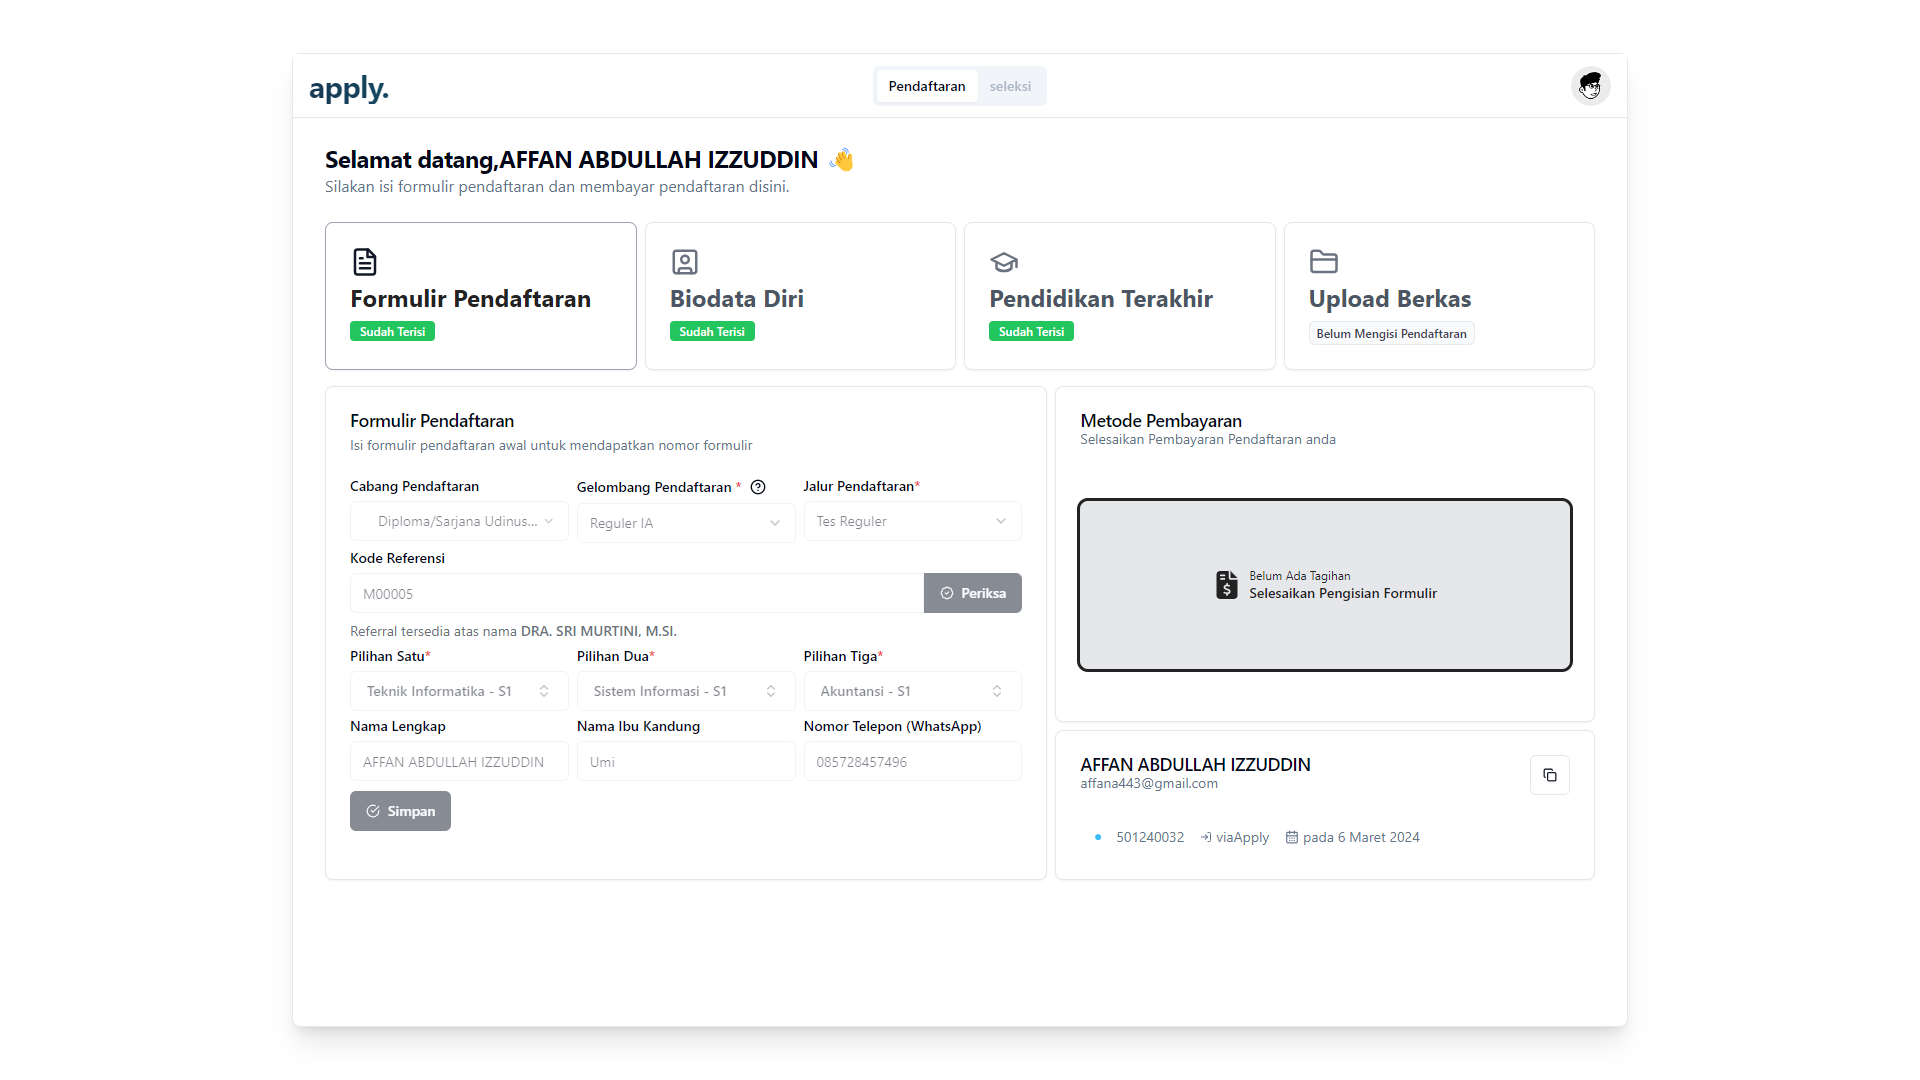 apply.
Pendaftaran
seleksi
Selamat datang,AFFAN ABDULLAH IZZUDDIN 👋
Silakan isi formulir pendaftaran dan membayar pendaftaran disini.
Formulir Pendaftaran
Sudah Terisi
Biodata Diri
Sudah Terisi
Pendidikan Terakhir
Sudah Terisi
Upload Berkas
Belum Mengisi Pendaftaran
Formulir Pendaftaran
Isi formulir pendaftaran awal untuk mendapatkan nomor formulir
Cabang Pendaftaran
Gelombang Pendaftaran *
Jalur Pendaftaran*
Diploma/Sarjana Udinus...
Reguler IA
Tes Reguler
Kode Referensi
M00005
Periksa
Referral tersedia atas nama DRA. SRI MURTINI, M.SI.
Pilihan Satu*
Pilihan Dua*
Pilihan Tiga*
Teknik Informatika - S1
Sistem Informasi - S1
Akuntansi - S1
Nama Lengkap
Nama Ibu Kandung
Nomor Telepon (WhatsApp)
AFFAN ABDULLAH IZZUDDIN
Umi
085728457496
Simpan
Metode Pembayaran
Selesaikan Pembayaran Pendaftaran anda
Belum Ada Tagihan
Selesaikan Pengisian Formulir
AFFAN ABDULLAH IZZUDDIN
affana443@gmail.com
501240032
viaApply
pada 6 Maret 2024